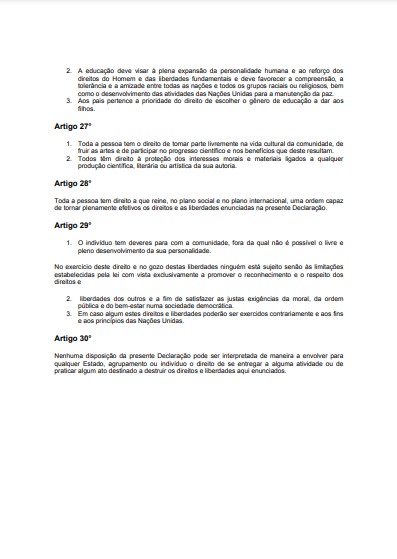 2. A educação deve visar à plena expansão da personalidade humana e ao reforço dos
direitos do Homem e das liberdades fundamentais e deve favorecer a compreensão, a
tolerância e a amizade entre todas as nações e todos os grupos raciais ou religiosos, bem
como o desenvolvimento das atividades das Nações Unidas para a manutenção da paz.
3. Aos pais pertence a prioridade do direito de escolher o gênero de educação a dar aos
filhos.
Artigo 27°
1. Toda a pessoa tem o direito de tomar parte livremente na vida cultural da comunidade, de
fruir as artes e de participar no progresso científico e nos benefícios que deste resultam.
2. Todos têm direito à proteção dos interesses morais e materiais ligados a qualquer
produção científica, literária ou artística da sua autoria.
Artigo 28°
Toda a pessoa tem direito a que reine, no plano social e no plano internacional, uma ordem capaz
de tornar plenamente efetivos os direitos e as liberdades enunciadas na presente Declaração.
Artigo 29°
1. O indivíduo tem deveres para com a comunidade, fora da qual não é possível o livre e
pleno desenvolvimento da sua personalidade.
No exercício deste direito e no gozo destas liberdades ninguém está sujeito senão às limitações
estabelecidas pela lei com vista exclusivamente a promover o reconhecimento e o respeito dos
direitos e
2. liberdades dos outros e a fim de satisfazer as justas exigências da moral, da ordem
pública e do bem-estar numa sociedade democrática.
3. Em caso algum estes direitos e liberdades poderão ser exercidos contrariamente e aos fins
e aos princípios das Nações Unidas.
Artigo 30°
Nenhuma disposição da presente Declaração pode ser interpretada de maneira a envolver para
qualquer Estado, agrupamento ou indivíduo o direito de se entregar a alguma atividade ou de
praticar algum ato destinado a destruir os direitos e liberdades aqui enunciados.